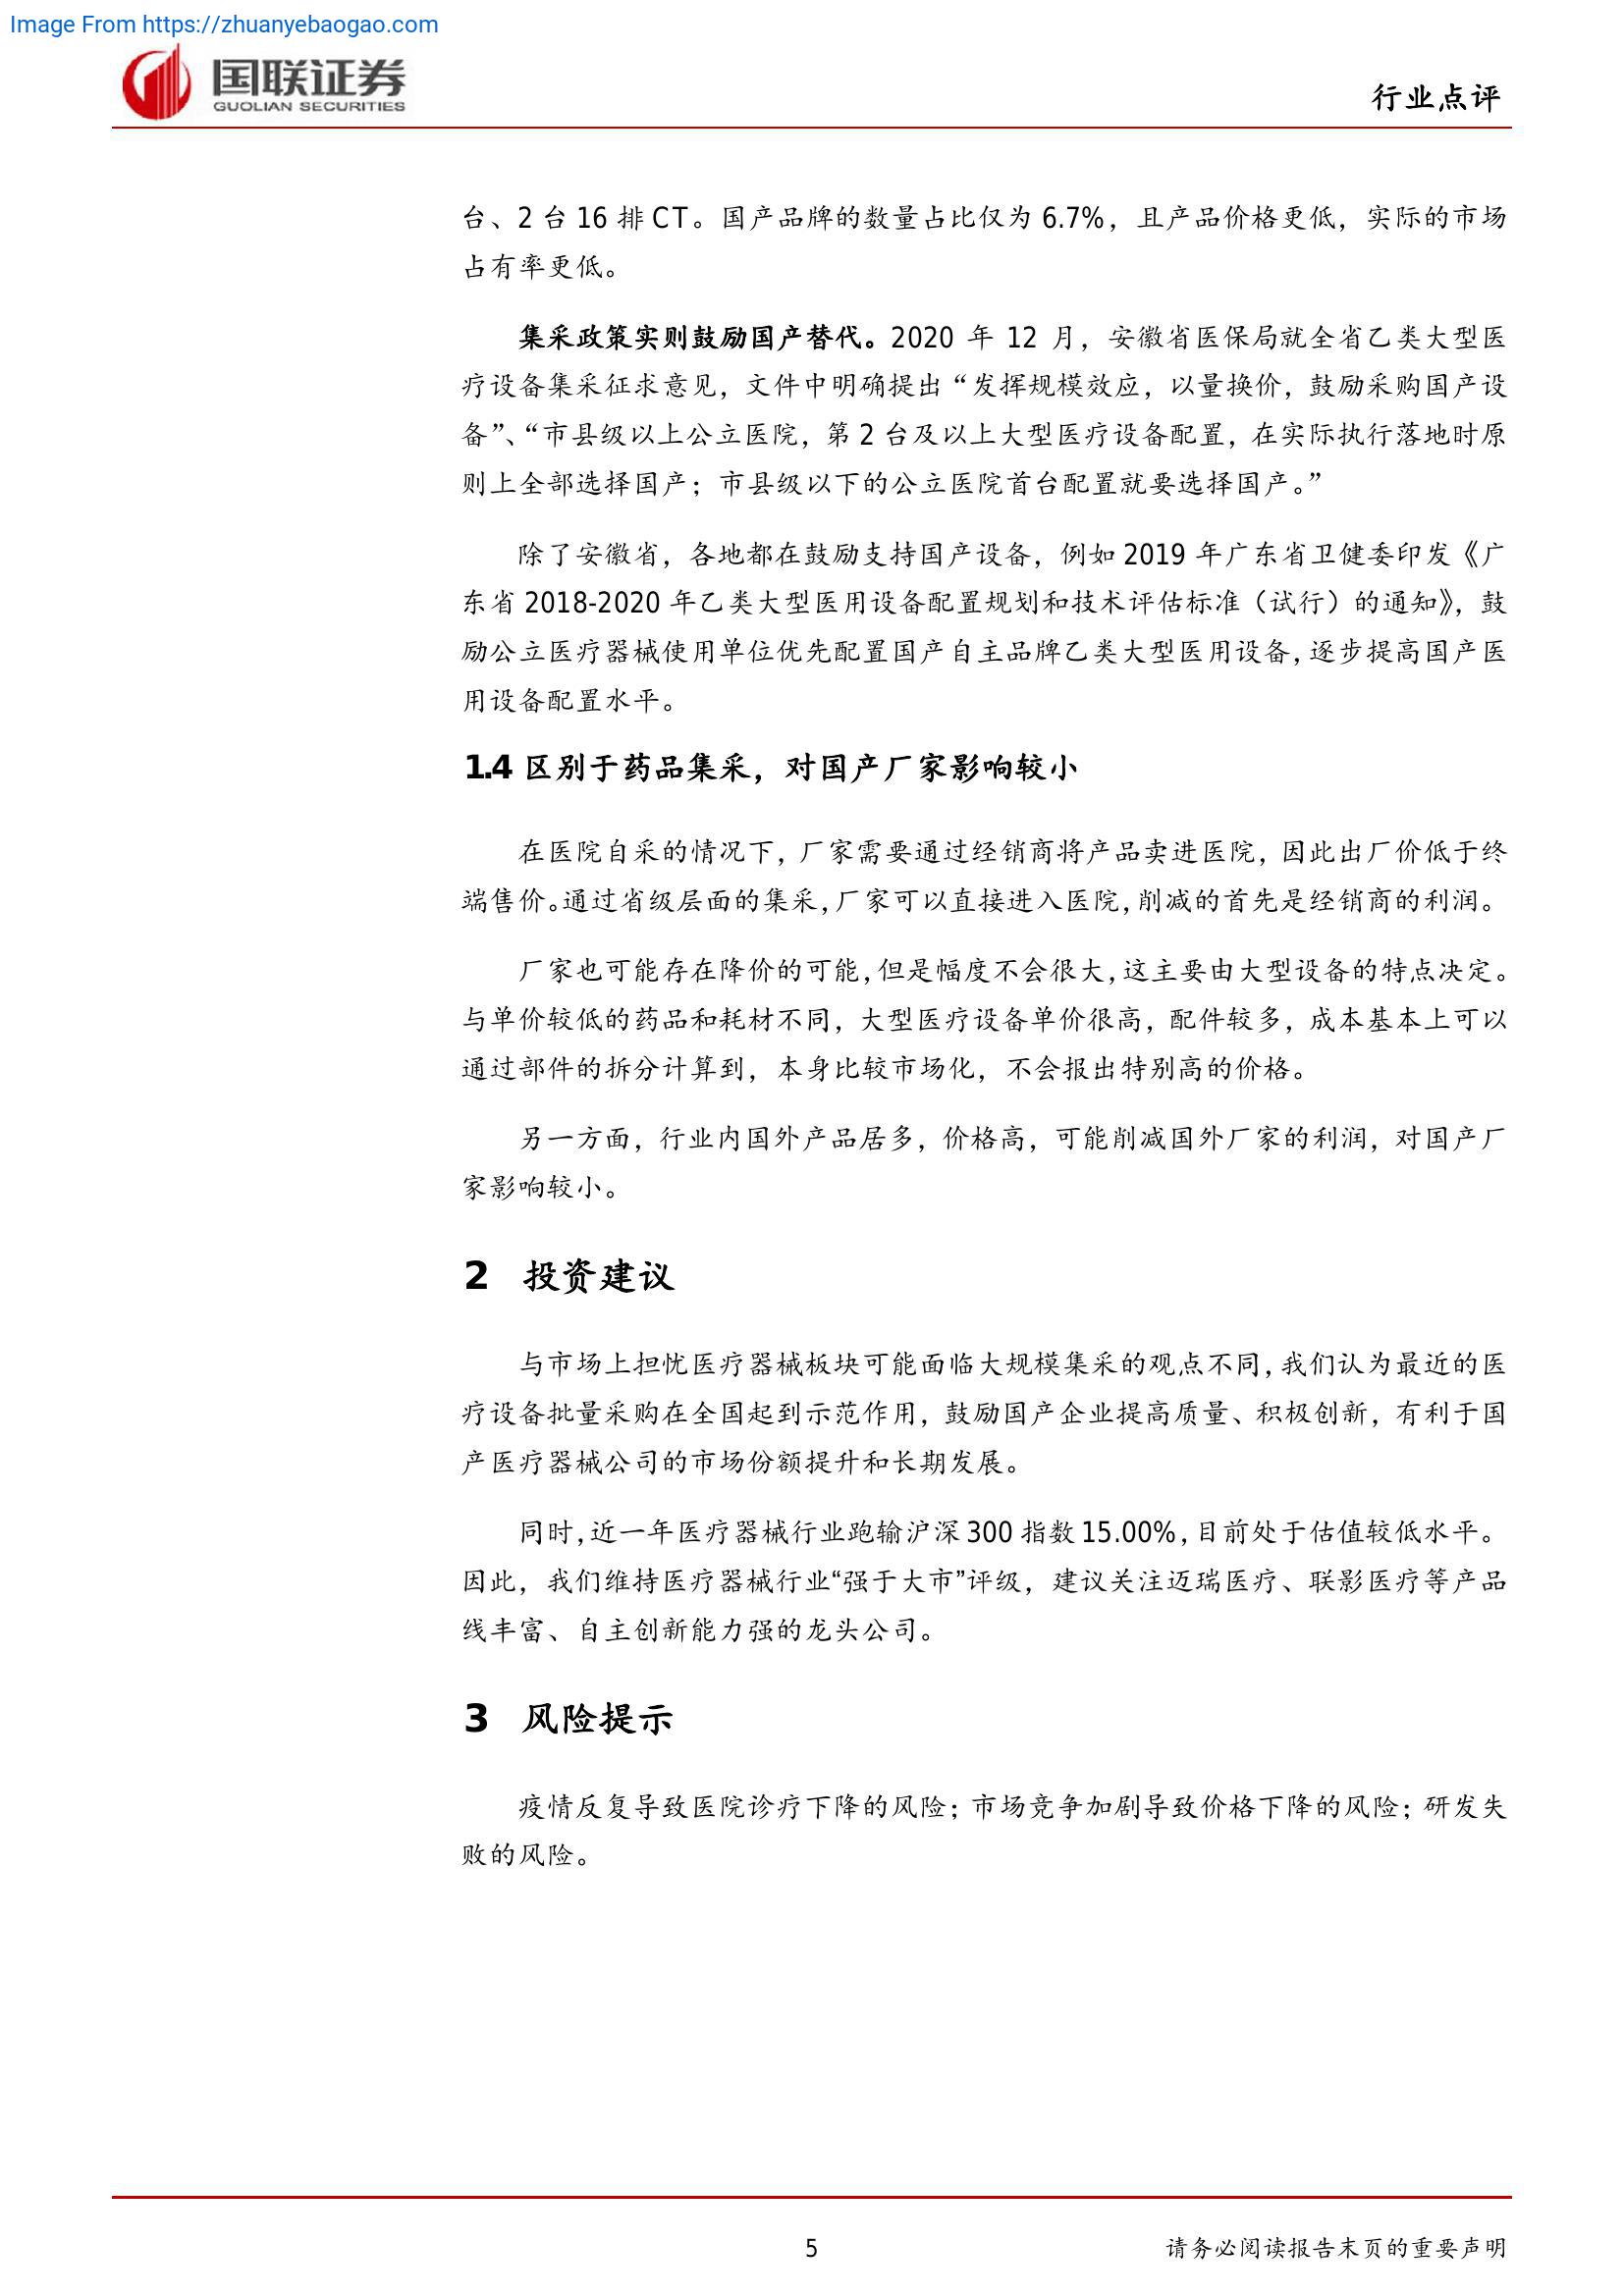 Image From https://zhuanyebaogao.com
国联证券
GUOLIAN SECURITIES
行业点评
台、2 台 16 排 CT。国产品牌的数量占比仅为 6.7%，且产品价格更低，实际的市场
占有率更低。
集采政策实则鼓励国产替代。2020 年 12 月，安徽省医保局就全省乙类大型医
疗设备集采征求意见，文件中明确提出“发挥规模效应，以量换价，鼓励采购国产设
备”、“市县级以上公立医院，第 2 台及以上大型医疗设备配置，在实际执行落地时原
则上全部选择国产；市县级以下的公立医院首台配置就要选择国产。”
除了安徽省，各地都在鼓励支持国产设备，例如 2019 年广东省卫健委印发《广
东省 2018-2020 年乙类大型医用设备配置规划和技术评估标准（试行）的通知》，鼓
励公立医疗器械使用单位优先配置国产自主品牌乙类大型医用设备，逐步提高国产医
用设备配置水平。
1.4 区别于药品集采，对国产厂家影响较小
在医院自采的情况下，厂家需要通过经销商将产品卖进医院，因此出厂价低于终
端售价。通过省级层面的集采，厂家可以直接进入医院，削减的首先是经销商的利润。
厂家也可能存在降价的可能，但是幅度不会很大，这主要由大型设备的特点决定。
与单价较低的药品和耗材不同，大型医疗设备单价很高，配件较多，成本基本上可以
通过部件的拆分计算到，本身比较市场化，不会报出特别高的价格。
另一方面，行业内国外产品居多，价格高，可能削减国外厂家的利润，对国产厂
家影响较小。
2 投资建议
与市场上担忧医疗器械板块可能面临大规模集采的观点不同，我们认为最近的医
疗设备批量采购在全国起到示范作用，鼓励国产企业提高质量、积极创新，有利于国
产医疗器械公司的市场份额提升和长期发展。
同时，近一年医疗器械行业跑输沪深 300 指数 15.00%，目前处于估值较低水平。
因此，我们维持医疗器械行业“强于大市”评级，建议关注迈瑞医疗、联影医疗等产品
线丰富、自主创新能力强的龙头公司。
3 风险提示
疫情反复导致医院诊疗下降的风险；市场竞争加剧导致价格下降的风险；研发失
败的风险。
5
请务必阅读报告末页的重要声明